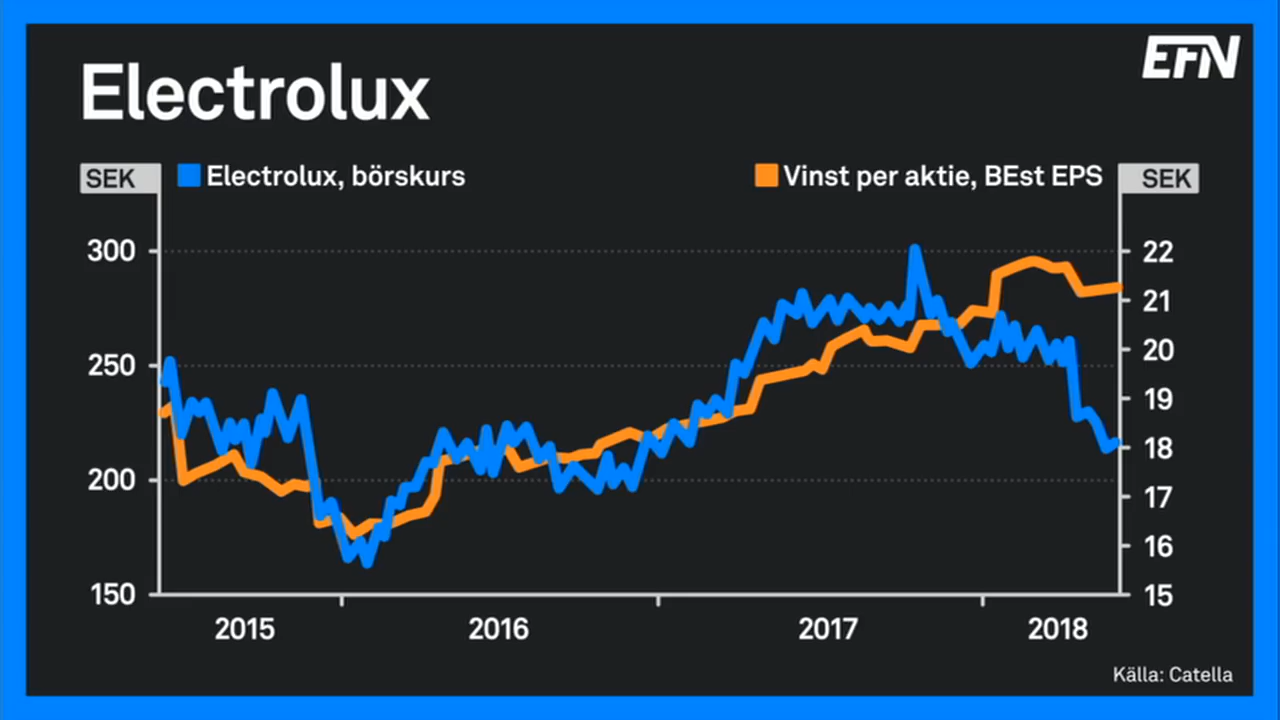 EFN
Electrolux
SEK Electrolux, börskurs Vinst per aktie, BEst EPS SEK
300 22
21
250 20
19
200 18
17
16
150 15
2015 2016 2017 2018
Källa: Catella